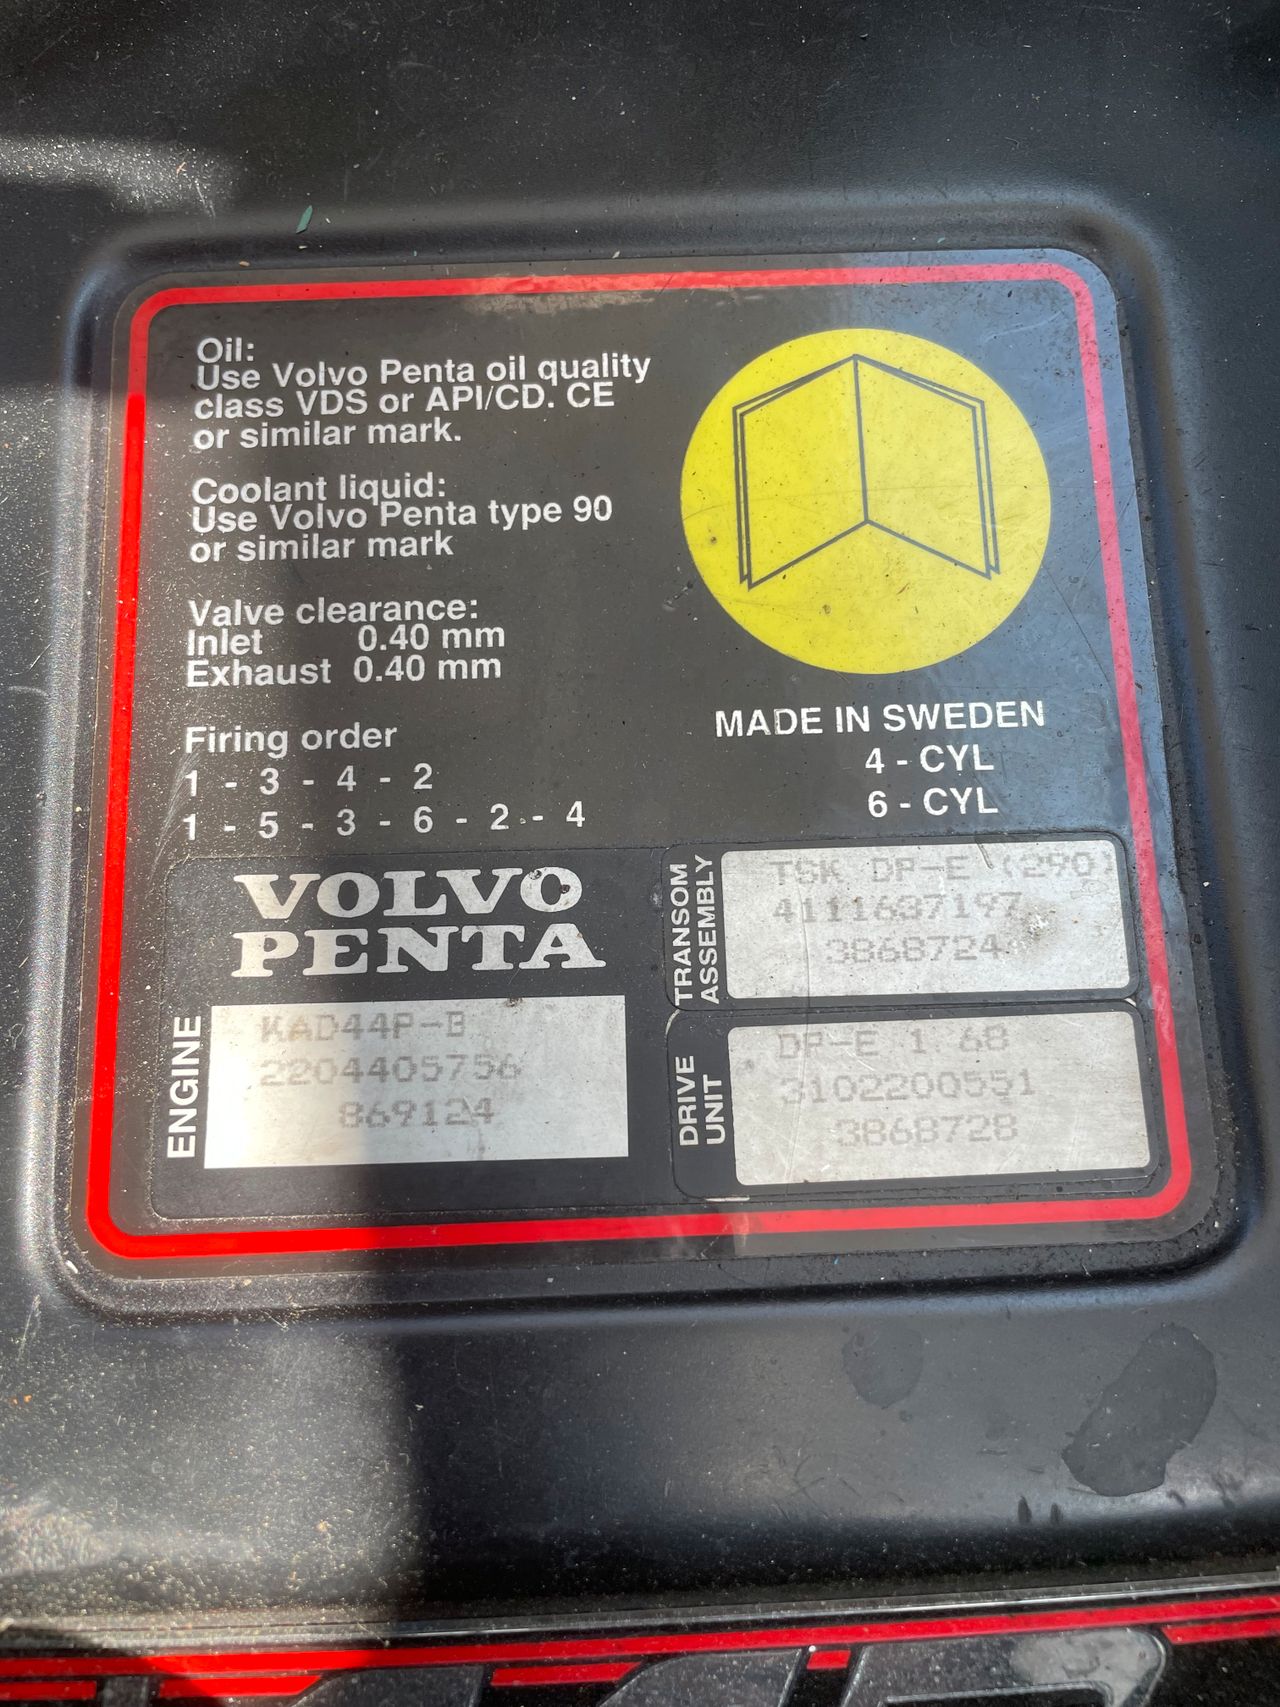 Oil:
Use Volvo Penta oil quality
class VDS or API/CD. CE
or similar mark.
Coolant liquid:
Use Volvo Penta type 90
or similar mark
Valve clearance:
Inlet 0.40 mm
Exhaust 0.40 mm
Firing order
1 - 3 - 4 - 2
1 - 5 - 3 - 6 - 2 - 4
MADE IN SWEDEN
4 - CYL
6 - CYL
VOLVO
PENTA
ENGINE
KAD44P-B
2204405756
869124
TRANSOM
ASSEMBLY
TSK DP-E (290)
4111637197
3868724
DRIVE
UNIT
DP-E 1.68
3102200551
3868728